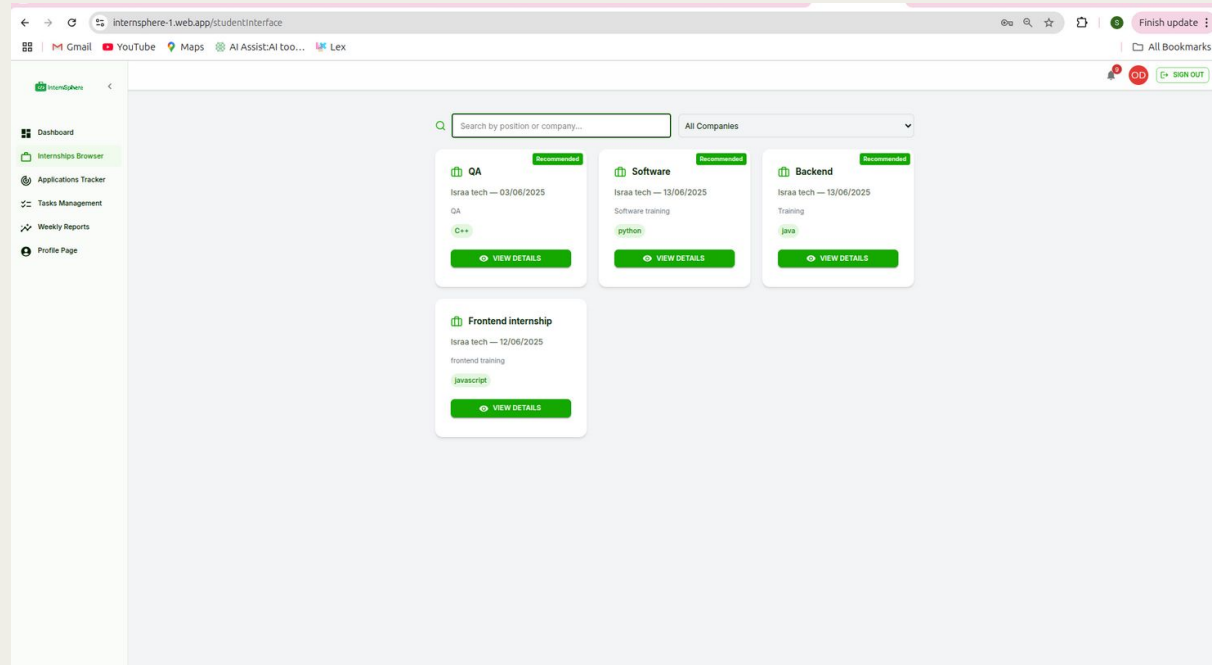 internsphere-1.web.app/studentInterface
Finish update
Gmail
YouTube
Maps
AI Assist:AI too...
Lex
All Bookmarks
InternSphere
9
OD
SIGN OUT
Dashboard
Internships Browser
Applications Tracker
Tasks Management
Weekly Reports
Profile Page
Search by position or company...
All Companies
Recommended
QA
Israa tech — 03/06/2025
QA
C++
VIEW DETAILS
Recommended
Software
Israa tech — 13/06/2025
Software training
python
VIEW DETAILS
Recommended
Backend
Israa tech — 13/06/2025
Training
java
VIEW DETAILS
Frontend internship
Israa tech — 12/06/2025
frontend training
javascript
VIEW DETAILS